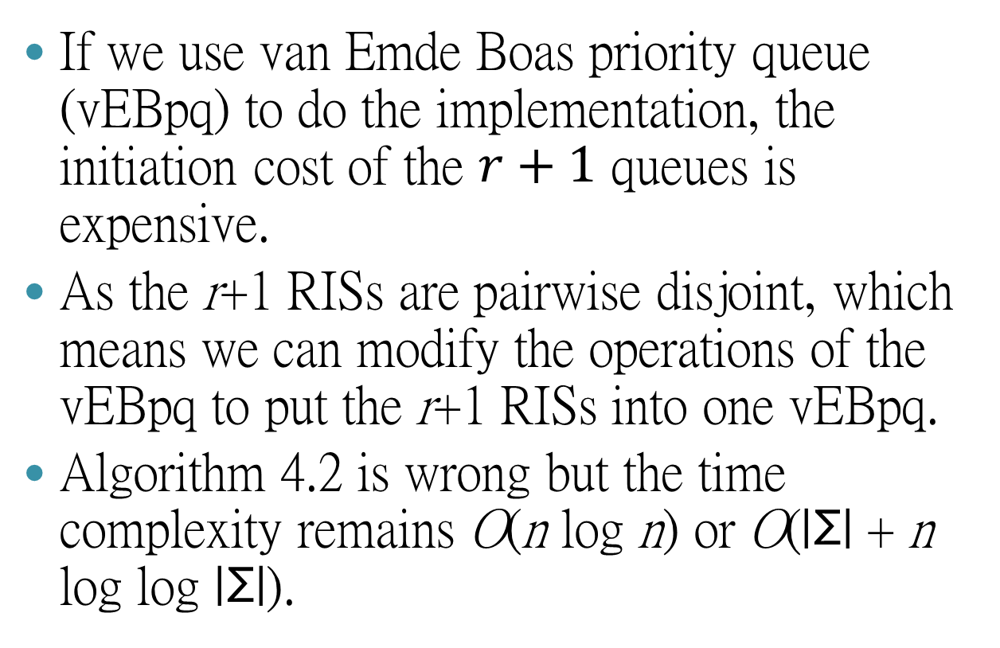 • If we use van Emde Boas priority queue
(vEBpq) to do the implementation, the
initiation cost of the r + 1 queues is
expensive.
• As the r+1 RISs are pairwise disjoint, which
means we can modify the operations of the
vEBpq to put the r+1 RISs into one vEBpq.
• Algorithm 4.2 is wrong but the time
complexity remains O(n log n) or O(|Σ| + n
log log |Σ|).